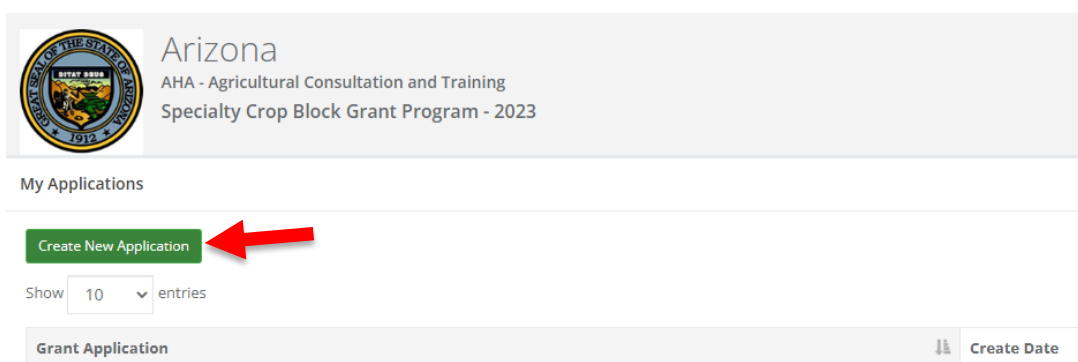 GREAT SEAL OF THE STATE OF ARIZONA
DITAT DEUS
1912
Arizona
AHA - Agricultural Consultation and Training
Specialty Crop Block Grant Program - 2023
My Applications
Create New Application
Show 10 entries
Grant Application Create Date